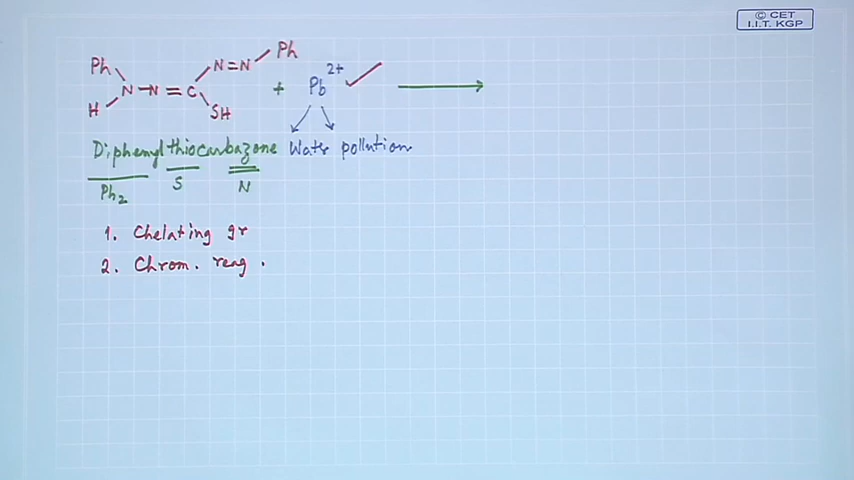 © CET
I.I.T. KGP
Ph N=N Ph
H N-N=C SH + Pb2+
Diphenylthiocarbazone Water pollution
Ph2 S N
1. Chelating gr
2. Chrom. reag.